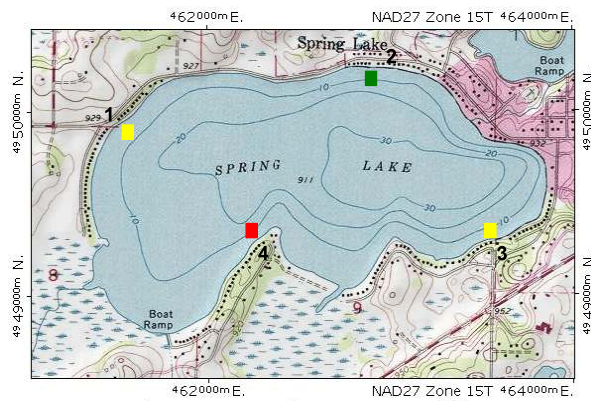 462000m E.
NAD27 Zone 15T
464000m E.
Spring Lake
2
Boat
Ramp
927
10
1
929
4950000m N.
4950000m N.
932
20
30
20
SPRING LAKE
911
30
10
10
4
3
8
9
Boat
Ramp
952
4949000m N.
4949000m N.
462000m E.
NAD27 Zone 15T
464000m E.